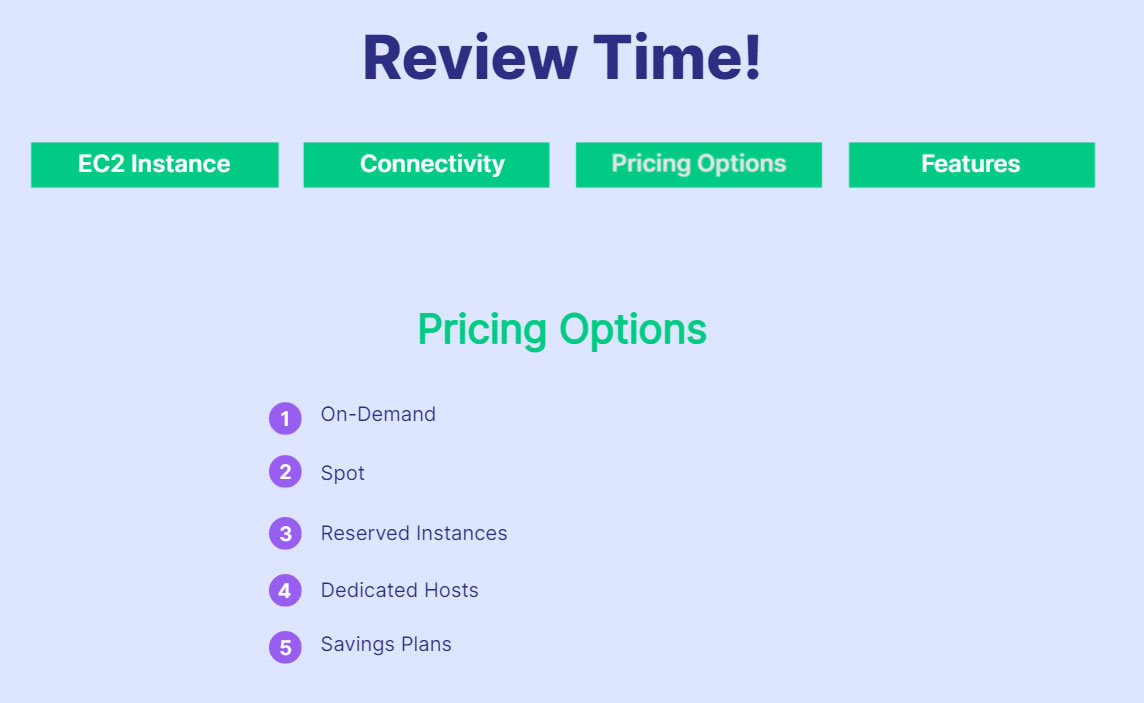 Review Time!
EC2 Instance
Connectivity
Pricing Options
Features
Pricing Options
1 On-Demand
2 Spot
3 Reserved Instances
4 Dedicated Hosts
5 Savings Plans